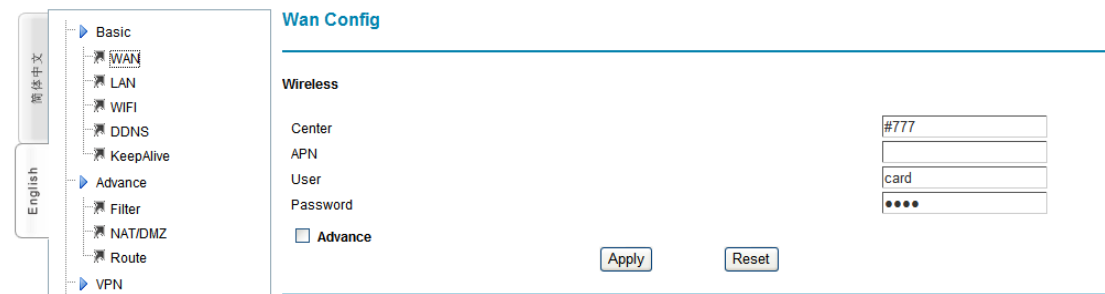 简体中文
English
Basic
WAN
LAN
WIFI
DDNS
KeepAlive
Advance
Filter
NAT/DMZ
Route
VPN
Wan Config
Wireless
Center #777
APN
User card
Password ●●●●
Advance
Apply Reset